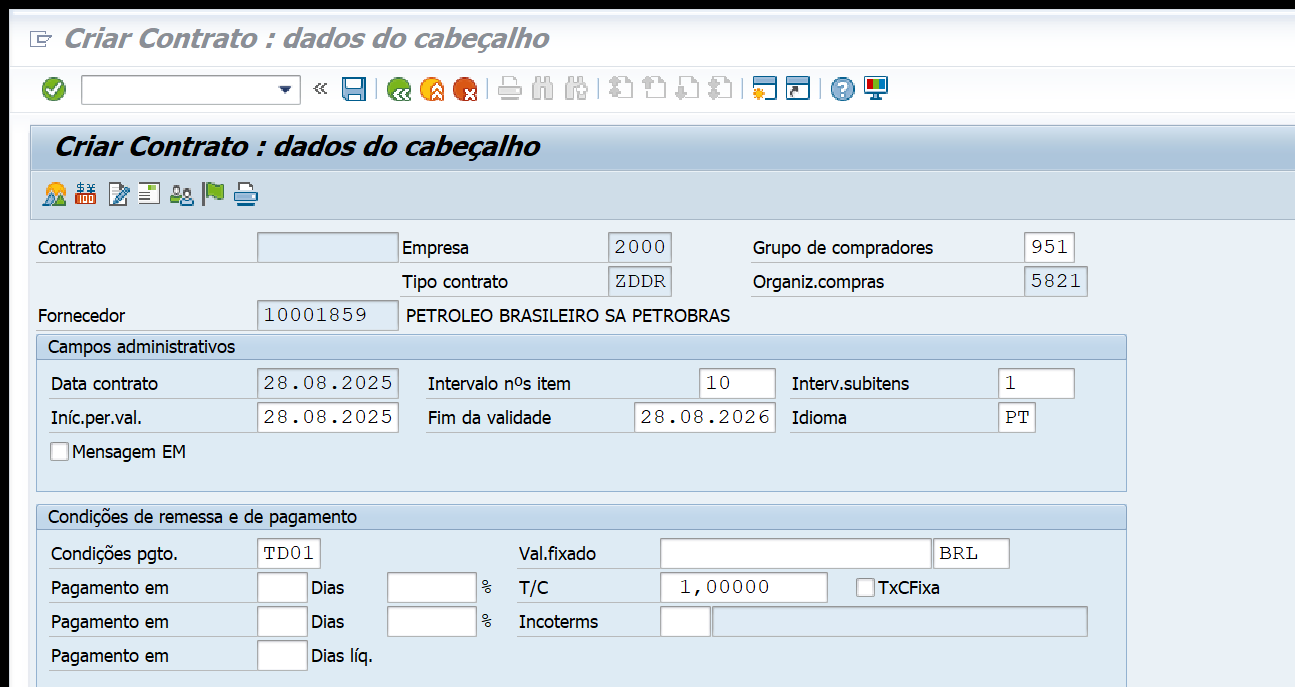 Criar Contrato : dados do cabeçalho
Criar Contrato : dados do cabeçalho
Contrato Empresa 2000 Grupo de compradores 951
Tipo contrato ZDDR Organiz.compras 5821
Fornecedor 10001859 PETROLEO BRASILEIRO SA PETROBRAS
Campos administrativos
Data contrato 28.08.2025 Intervalo nºs item 10 Interv.subitens 1
Iníc.per.val. 28.08.2025 Fim da validade 28.08.2026 Idioma PT
Mensagem EM
Condições de remessa e de pagamento
Condições pgto. TD01 Val.fixado BRL
Pagamento em Dias % T/C 1,00000 TxCFixa
Pagamento em Dias % Incoterms
Pagamento em Dias líq.